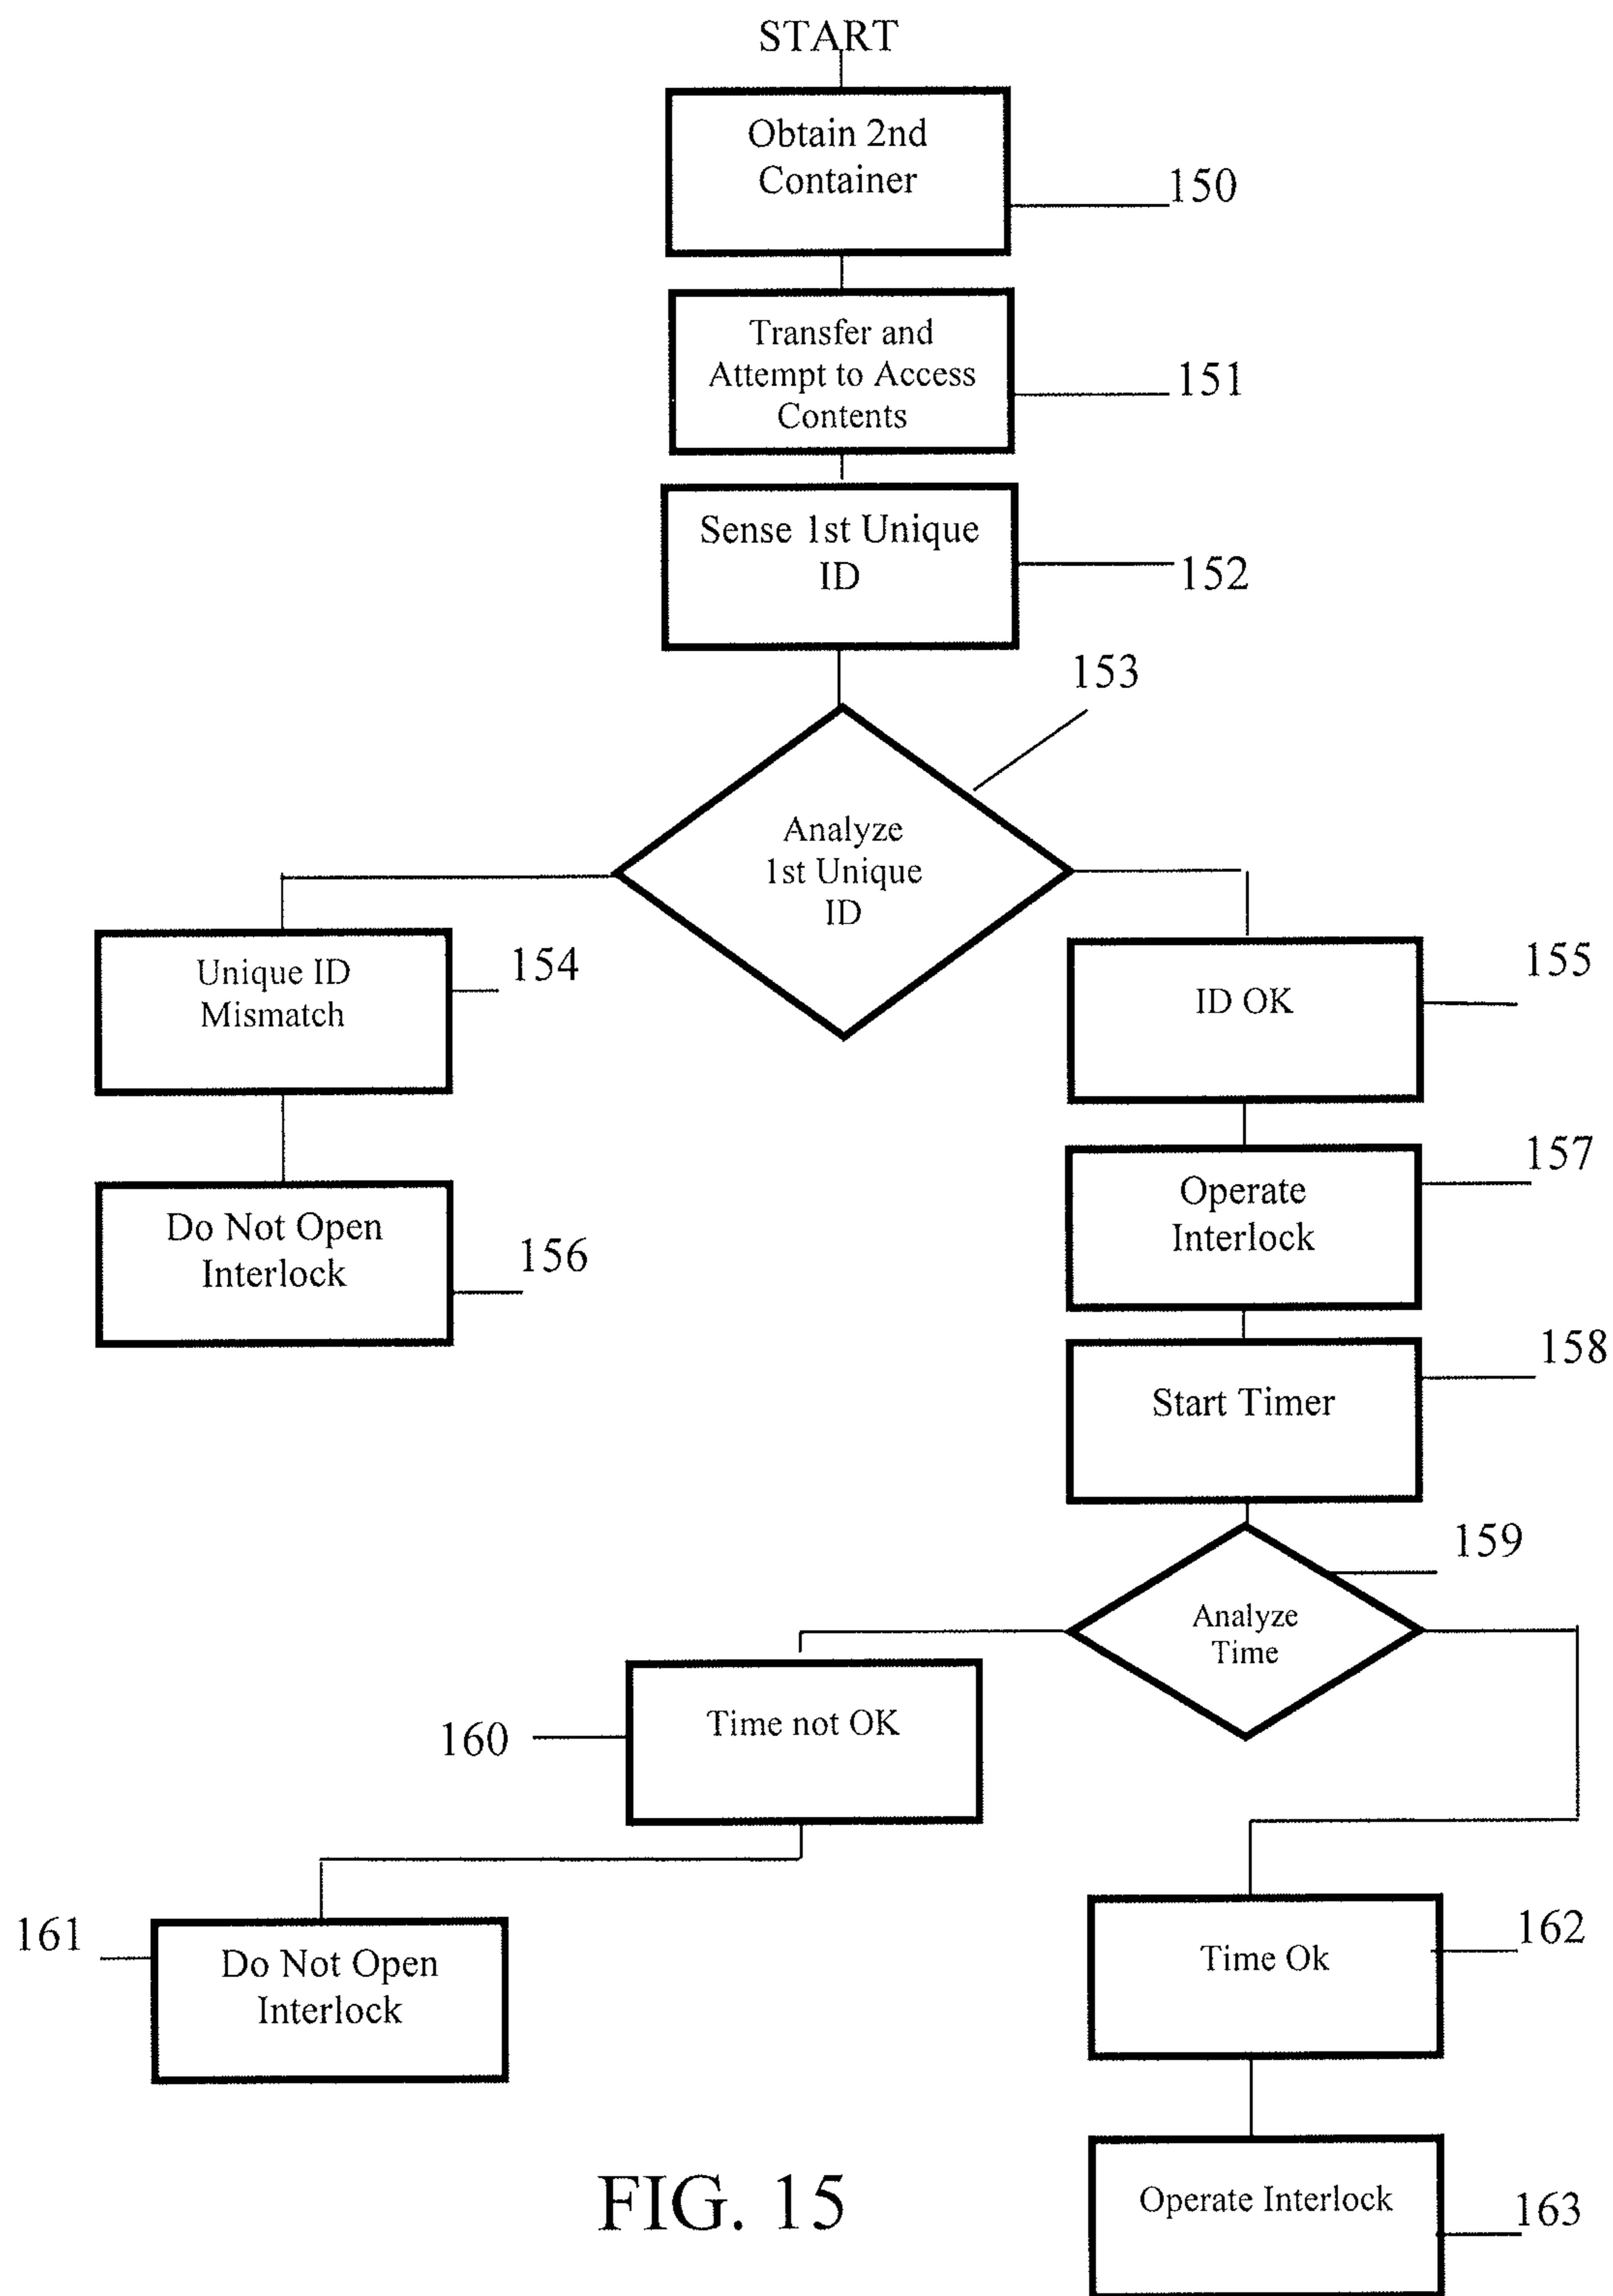 START
Obtain 2nd
Container
150
Transfer and
Attempt to Access
Contents
151
Sense 1st Unique
ID
152
153
Analyze
1st Unique
ID
Unique ID
Mismatch
154
ID OK
155
Do Not Open
Interlock
156
Operate
Interlock
157
Start Timer
158
159
Analyze
Time
Time not OK
160
161
Do Not Open
Interlock
Time Ok
162
Operate Interlock
163
FIG. 15